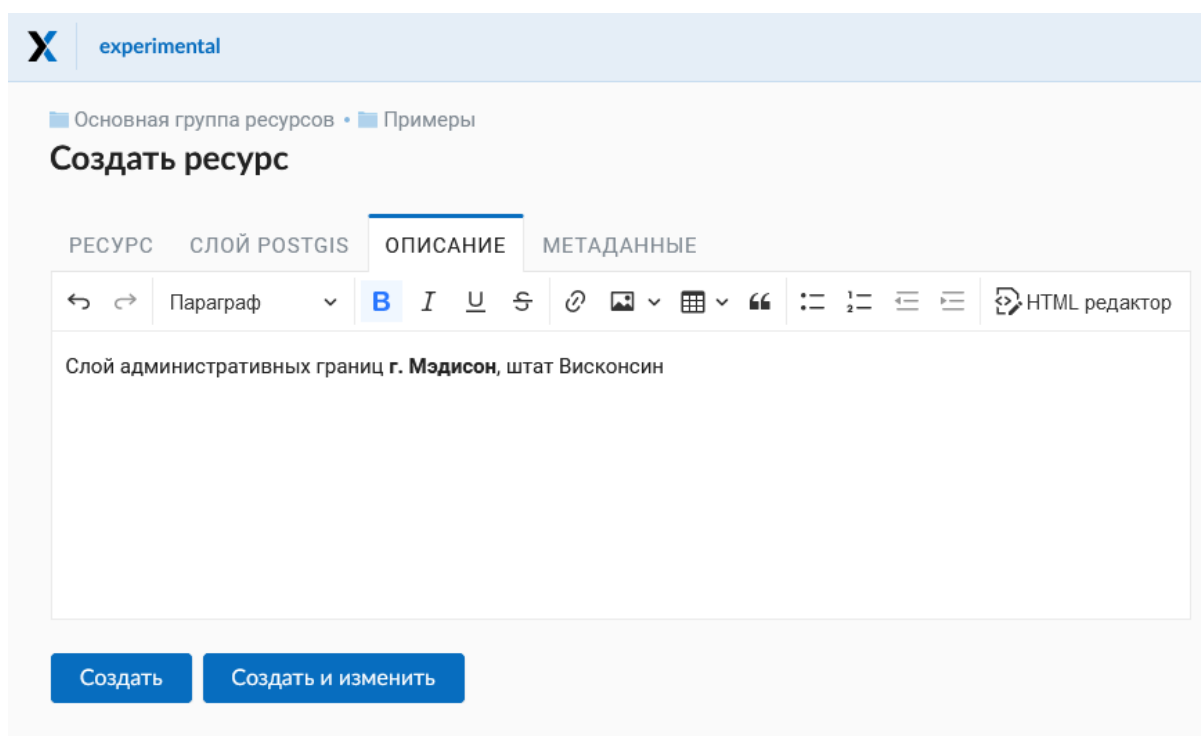 experimental
Основная группа ресурсов • Примеры
Создать ресурс
РЕСУРС СЛОЙ POSTGIS ОПИСАНИЕ МЕТАДАННЫЕ
Параграф B I U S HTML редактор
Слой административных границ г. Мэдисон, штат Висконсин
Создать Создать и изменить